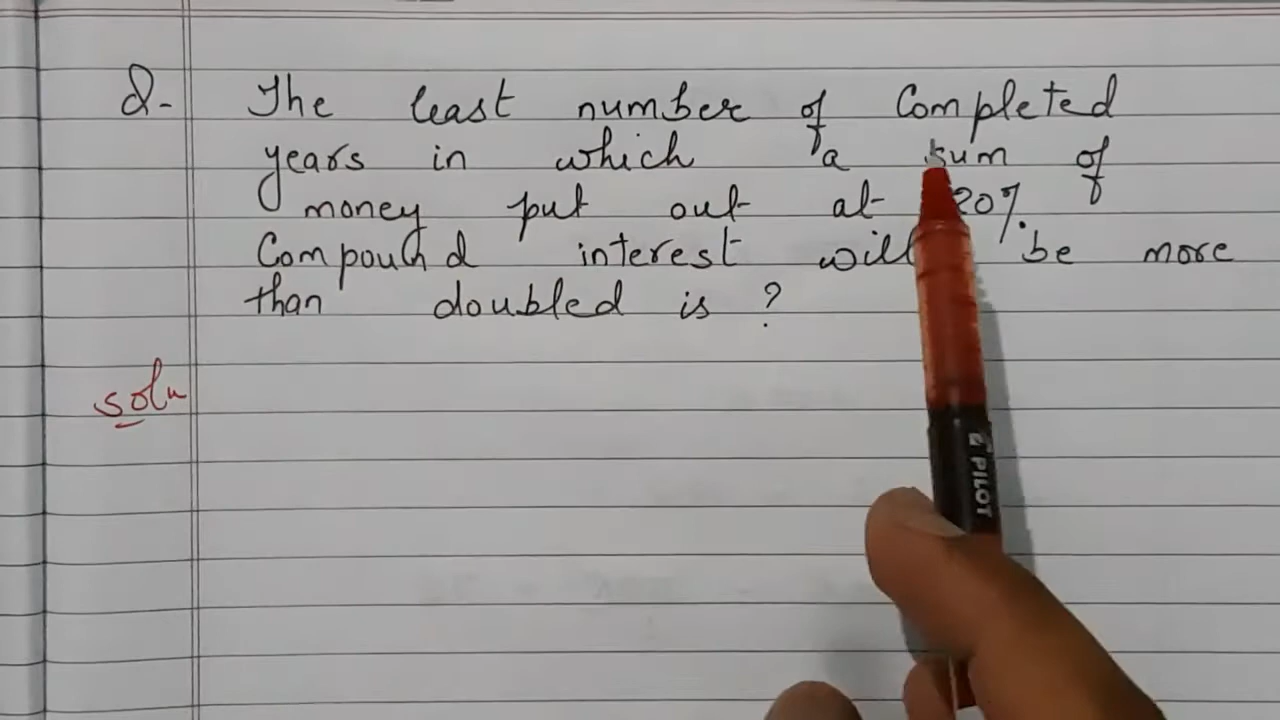 Q- The least number of Completed
years in which a sum of
money put out at 20%
Compound interest will be more
than doubled is ?
soln
PILOT